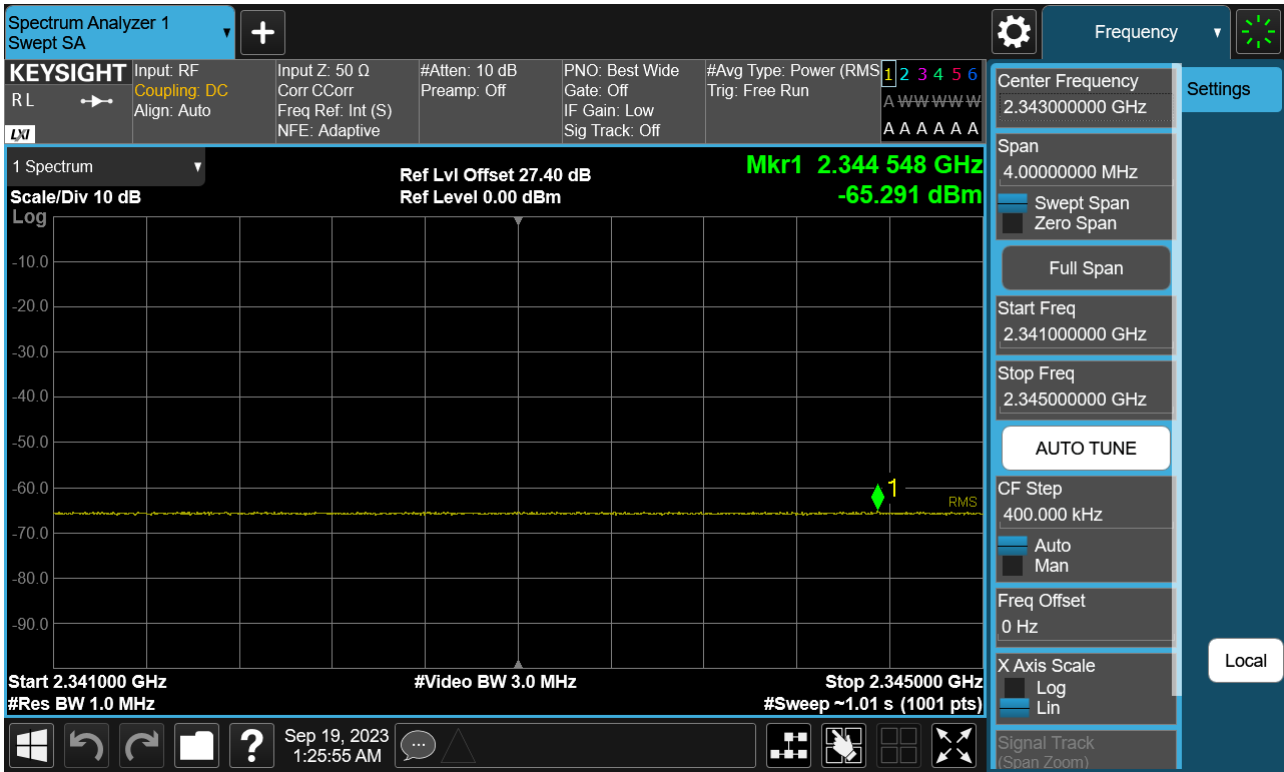 Spectrum Analyzer 1
Swept SA
+
Frequency
KEYSIGHT
RL
LXI
Input: RF
Coupling: DC
Align: Auto
Input Z: 50 Ω
Corr CCorr
Freq Ref: Int (S)
NFE: Adaptive
#Atten: 10 dB
Preamp: Off
PNO: Best Wide
Gate: Off
IF Gain: Low
Sig Track: Off
#Avg Type: Power (RMS
Trig: Free Run
1 2 3 4 5 6
A W W W W W
A A A A A A
1 Spectrum
Scale/Div 10 dB
Log
Ref Lvl Offset 27.40 dB
Ref Level 0.00 dBm
Mkr1 2.344 548 GHz
-65.291 dBm
-10.0
-20.0
-30.0
-40.0
-50.0
-60.0
-70.0
-80.0
-90.0
1
RMS
Start 2.341000 GHz
#Res BW 1.0 MHz
#Video BW 3.0 MHz
Stop 2.345000 GHz
#Sweep ~1.01 s (1001 pts)
Center Frequency
2.343000000 GHz
Span
4.00000000 MHz
Swept Span
Zero Span
Full Span
Start Freq
2.341000000 GHz
Stop Freq
2.345000000 GHz
AUTO TUNE
CF Step
400.000 kHz
Auto
Man
Freq Offset
0 Hz
X Axis Scale
Log
Lin
Signal Track
(Span Zoom)
Settings
Local
?
Sep 19, 2023
1:25:55 AM